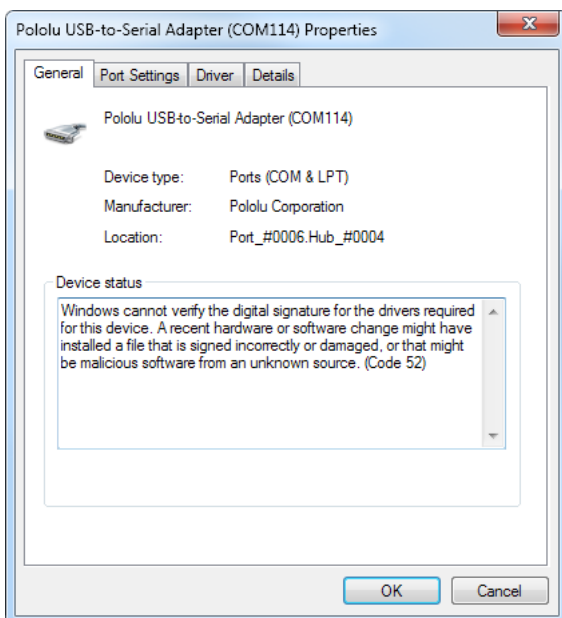 Pololu USB-to-Serial Adapter (COM114) Properties
General Port Settings Driver Details
Pololu USB-to-Serial Adapter (COM114)
Device type: Ports (COM & LPT)
Manufacturer: Pololu Corporation
Location: Port_#0006.Hub_#0004
Device status
Windows cannot verify the digital signature for the drivers required
for this device. A recent hardware or software change might have
installed a file that is signed incorrectly or damaged, or that might
be malicious software from an unknown source. (Code 52)
OK Cancel